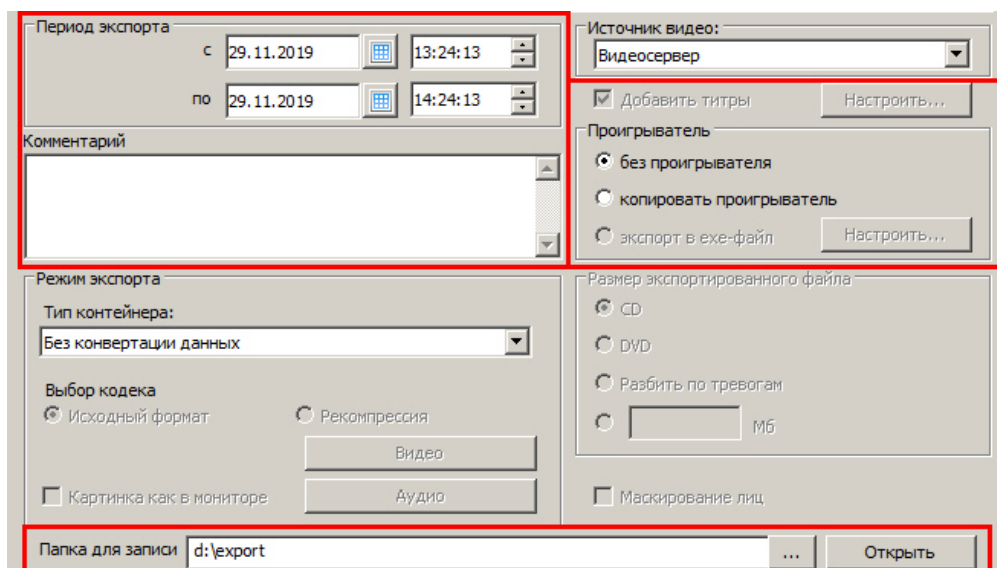 Период экспорта
с 29.11.2019 13:24:13
по 29.11.2019 14:24:13
Комментарий
Источник видео:
Видеосервер
Добавить титры Настроить...
Проигрыватель
без проигрывателя
копировать проигрыватель
экспорт в exe-файл Настроить...
Режим экспорта
Тип контейнера:
Без конвертации данных
Выбор кодека
Исходный формат Рекомпрессия
Видео
Картинка как в мониторе Аудио
Размер экспортированного файла
CD
DVD
Разбить по тревогам
Мб
Маскирование лиц
Папка для записи d:\export ... Открыть